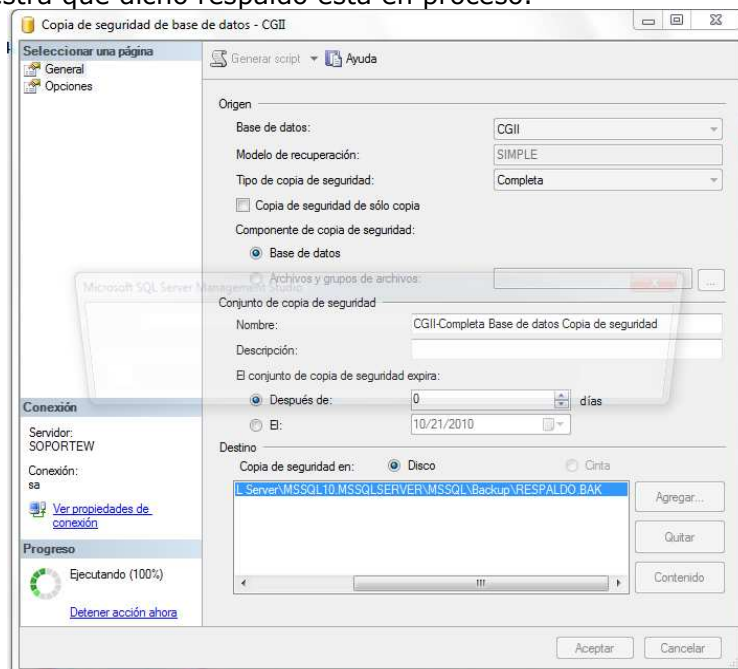 estra que dicho respaldo está en proceso.
Copia de seguridad de base de datos - CGII
Seleccionar una página
General
Opciones
Generar script
Ayuda
Origen
Base de datos:
CGII
Modelo de recuperación:
SIMPLE
Tipo de copia de seguridad:
Completa
Copia de seguridad de sólo copia
Componente de copia de seguridad:
Base de datos
Archivos y grupos de archivos:
...
Microsoft SQL Server Management Studio
Conjunto de copia de seguridad
Nombre:
CGII-Completa Base de datos Copia de seguridad
Descripción:
El conjunto de copia de seguridad expira:
Después de:
0
días
El:
10/21/2010
Conexión
Servidor:
SOPORTEW
Conexión:
sa
Ver propiedades de
conexión
Destino
Copia de seguridad en:
Disco
Cinta
L Server\MSSQL10.MSSQLSERVER\MSSQL\Backup\RESPALDO.BAK
Agregar...
Quitar
Contenido
Progreso
Ejecutando (100%)
Detener acción ahora
Aceptar
Cancelar